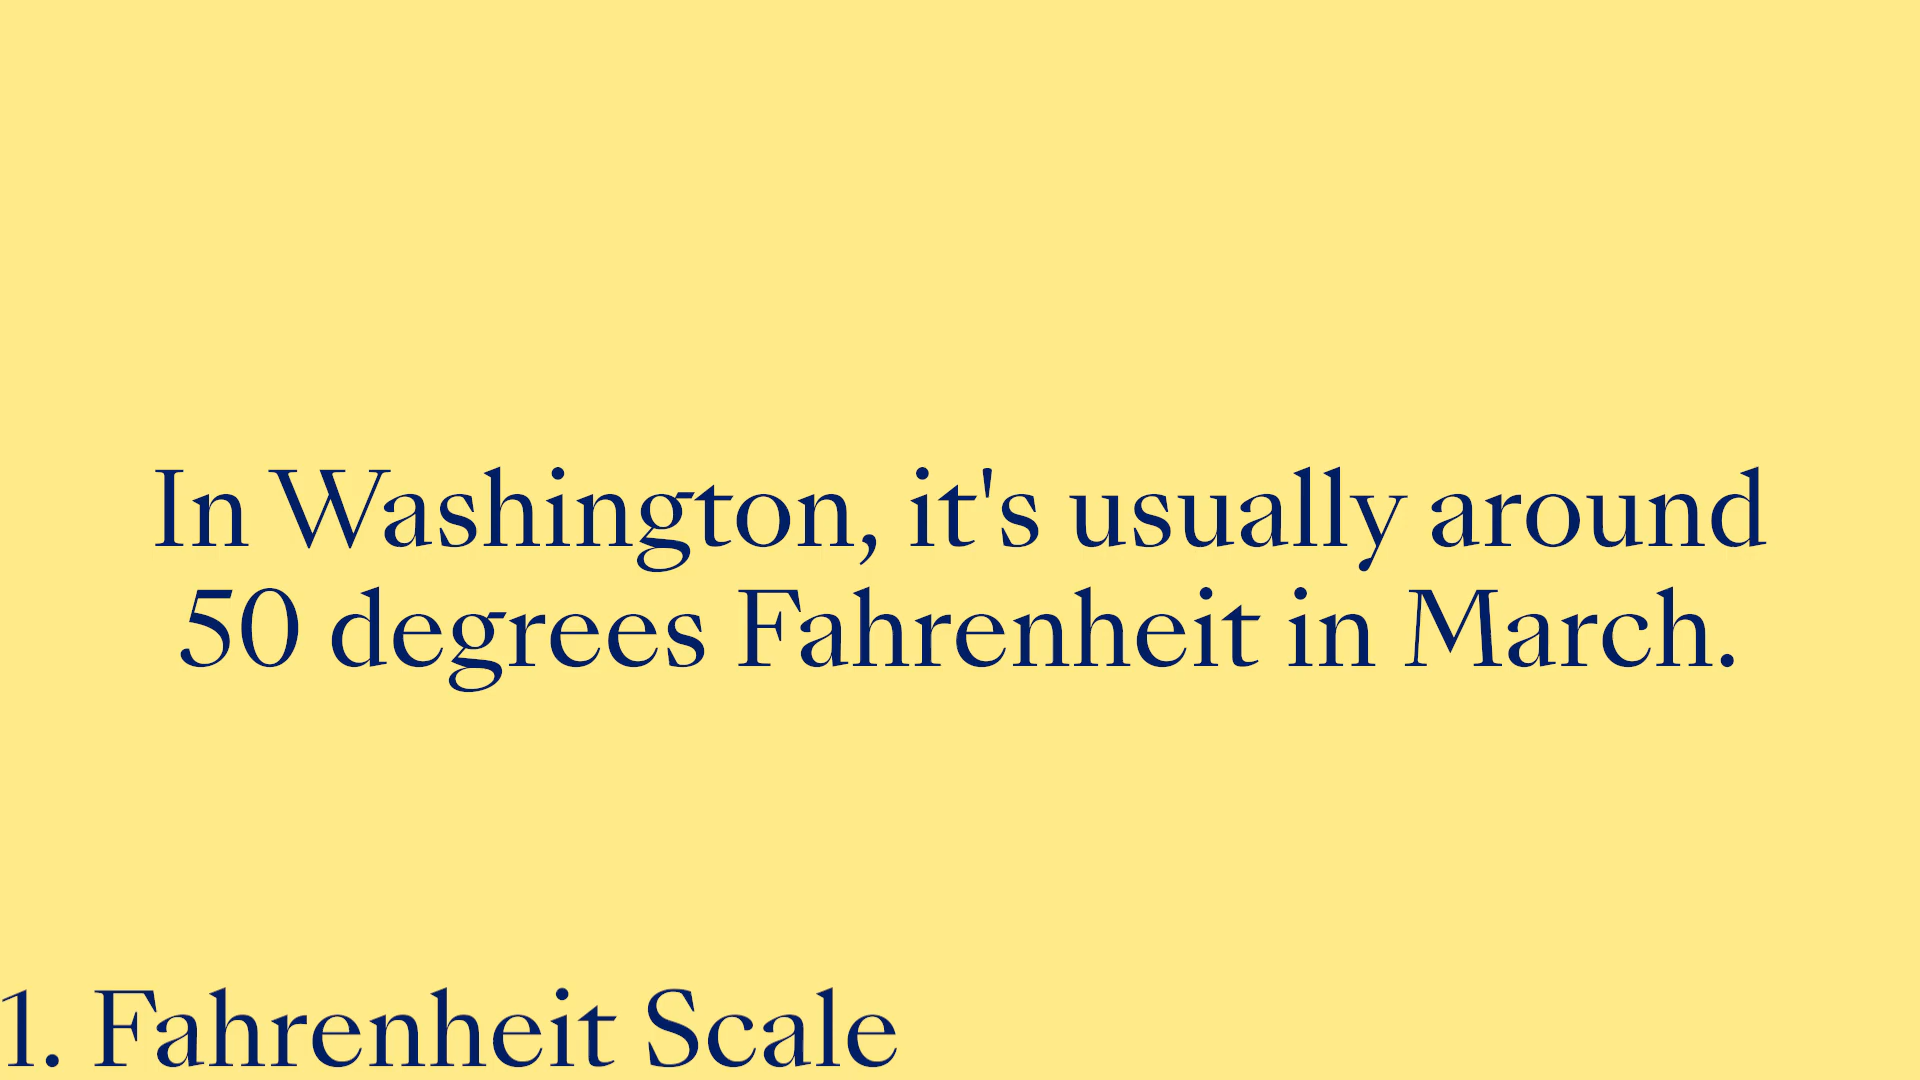 In Washington, it's usually around
50 degrees Fahrenheit in March.
1. Fahrenheit Scale